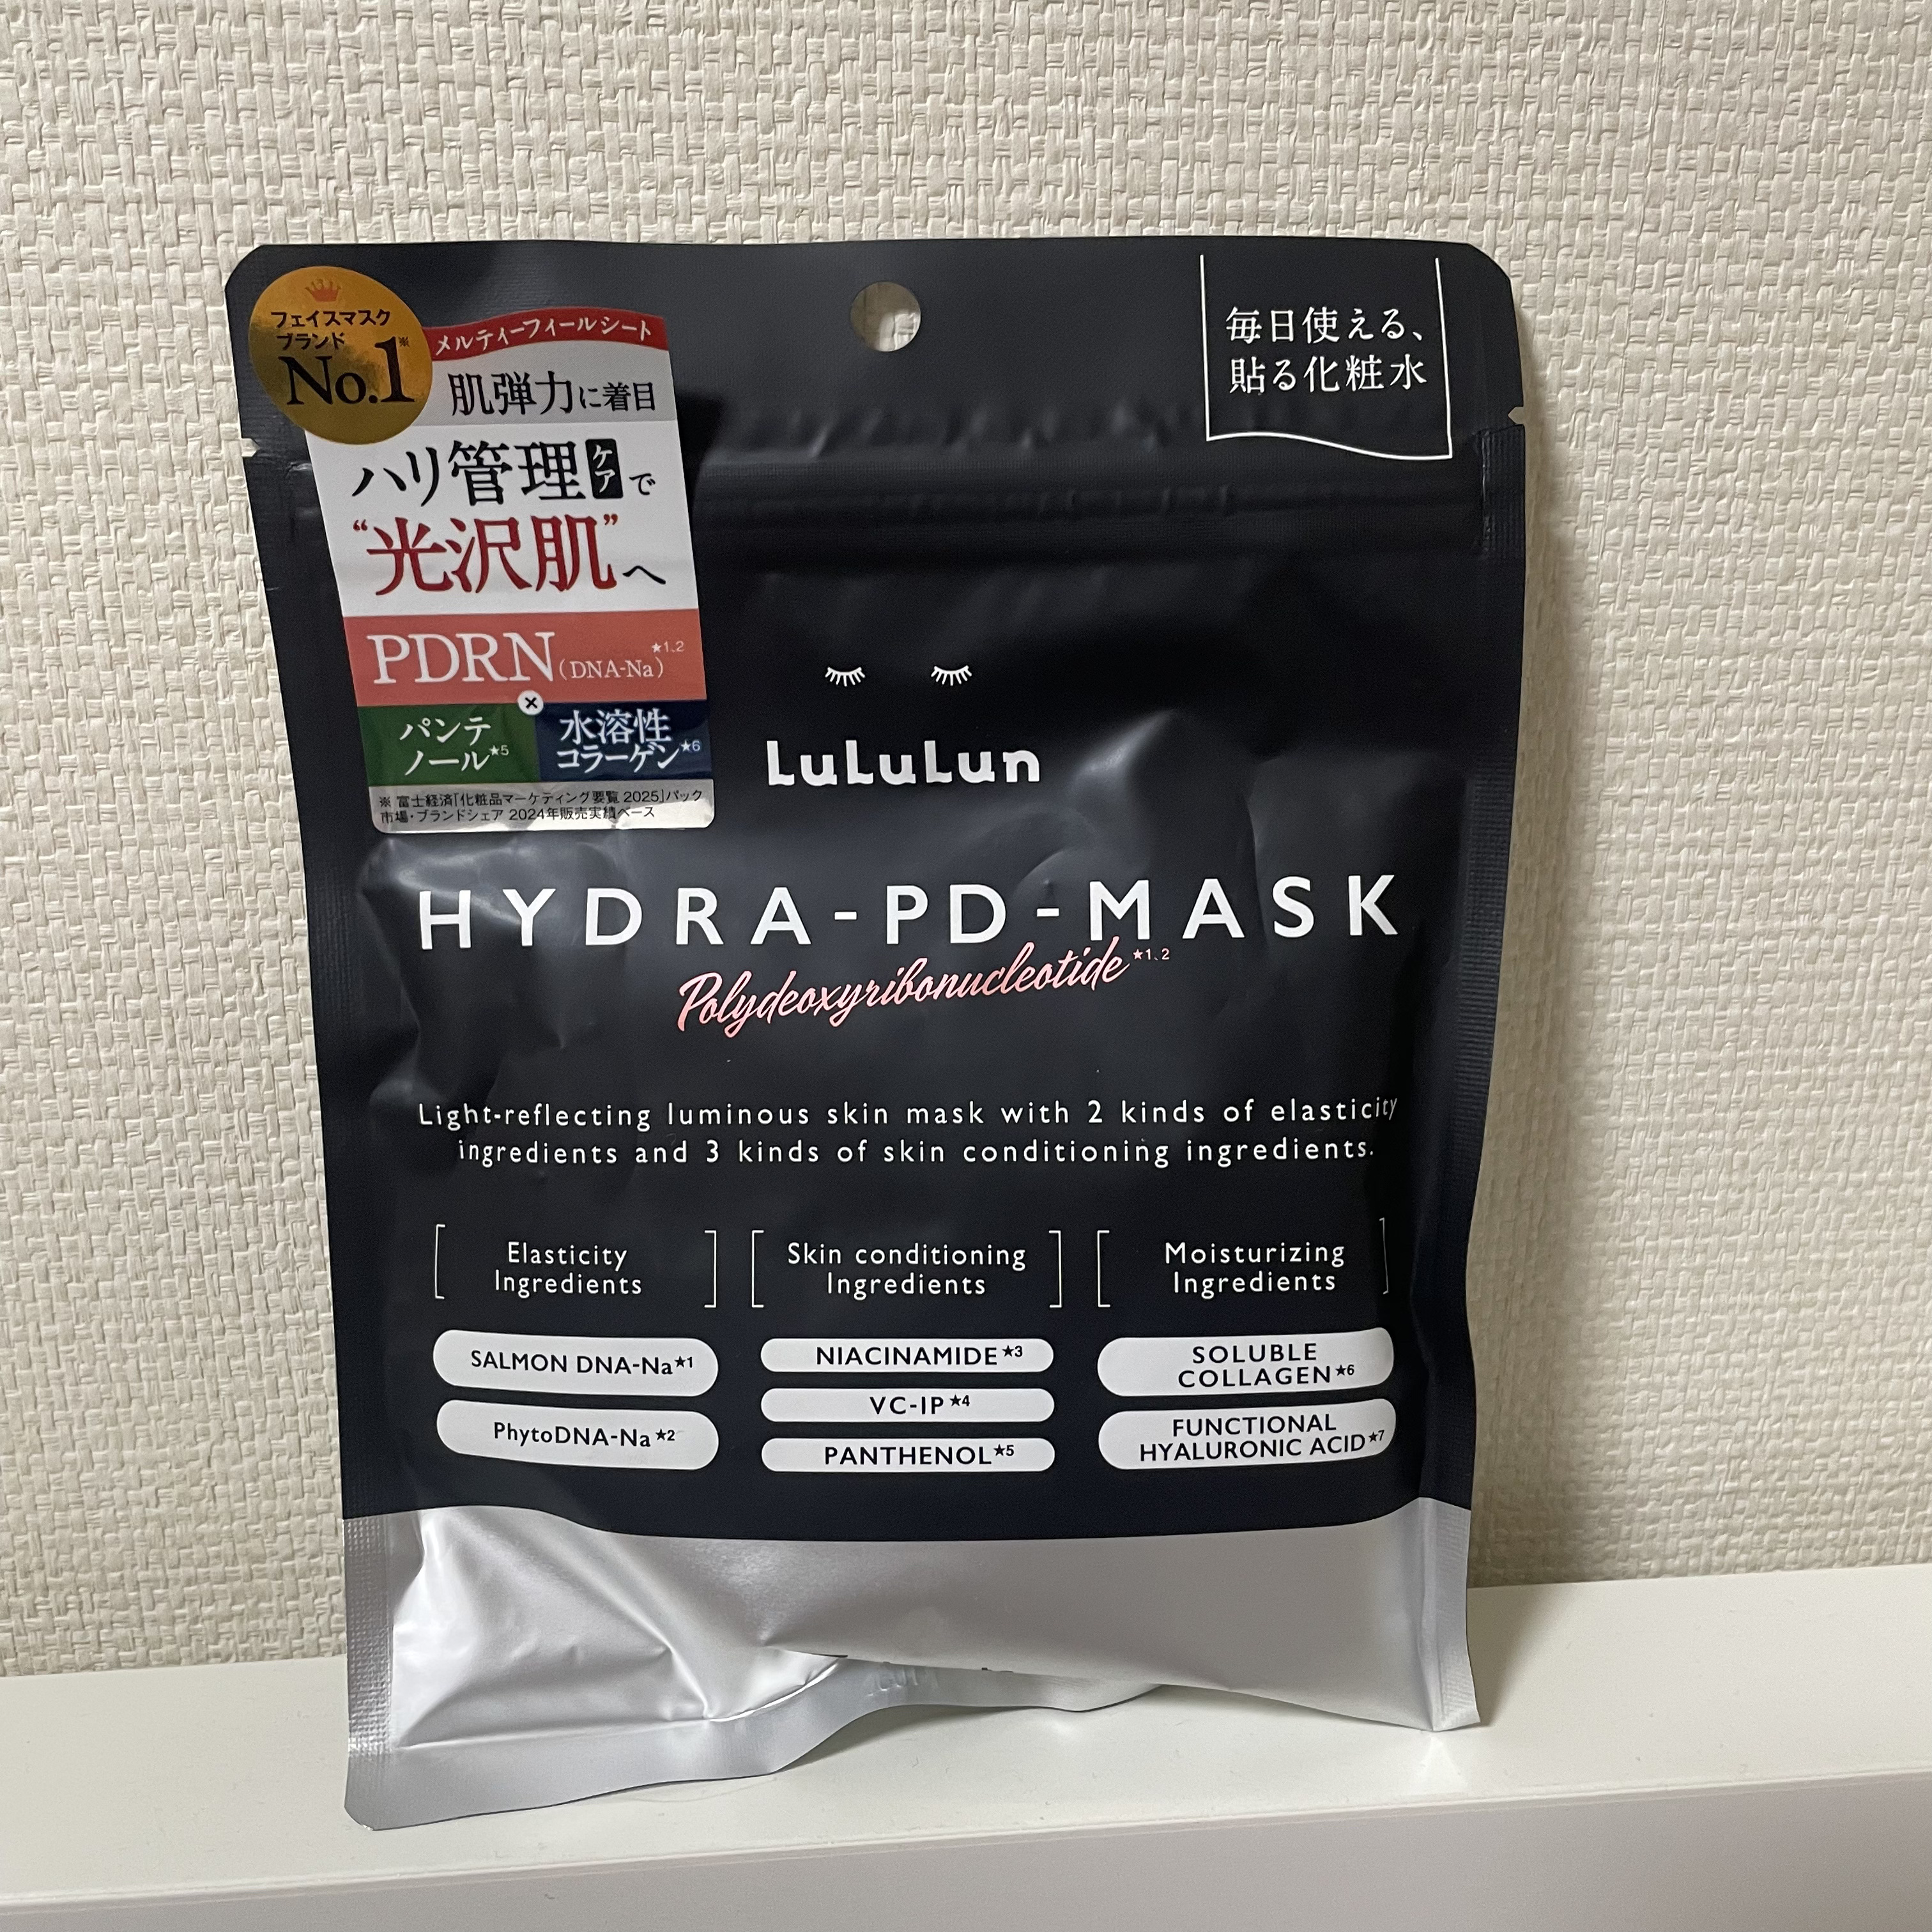 フェイスマスク
ブランド
No.1※
メルティーフィールシート
肌弾力に着目
ハリ管理ケアで
“光沢肌”へ
PDRN(DNA-Na)★1、2
×
パンテ
ノール★5
水溶性
コラーゲン★6
※ 富士経済「化粧品マーケティング要覧 2025」パック
市場・ブランドシェア 2024年販売実績ベース
毎日使える、
貼る化粧水
LuLuLun
HYDRA-PD-MASK
Polydeoxyribonucleotide★1、2
Light-reflecting luminous skin mask with 2 kinds of elasticity
ingredients and 3 kinds of skin conditioning ingredients.
Elasticity
Ingredients
SALMON DNA-Na★1
PhytoDNA-Na★2
Skin conditioning
Ingredients
NIACINAMIDE★3
VC-IP★4
PANTHENOL★5
Moisturizing
Ingredients
SOLUBLE
COLLAGEN★6
FUNCTIONAL
HYALURONIC ACID★7